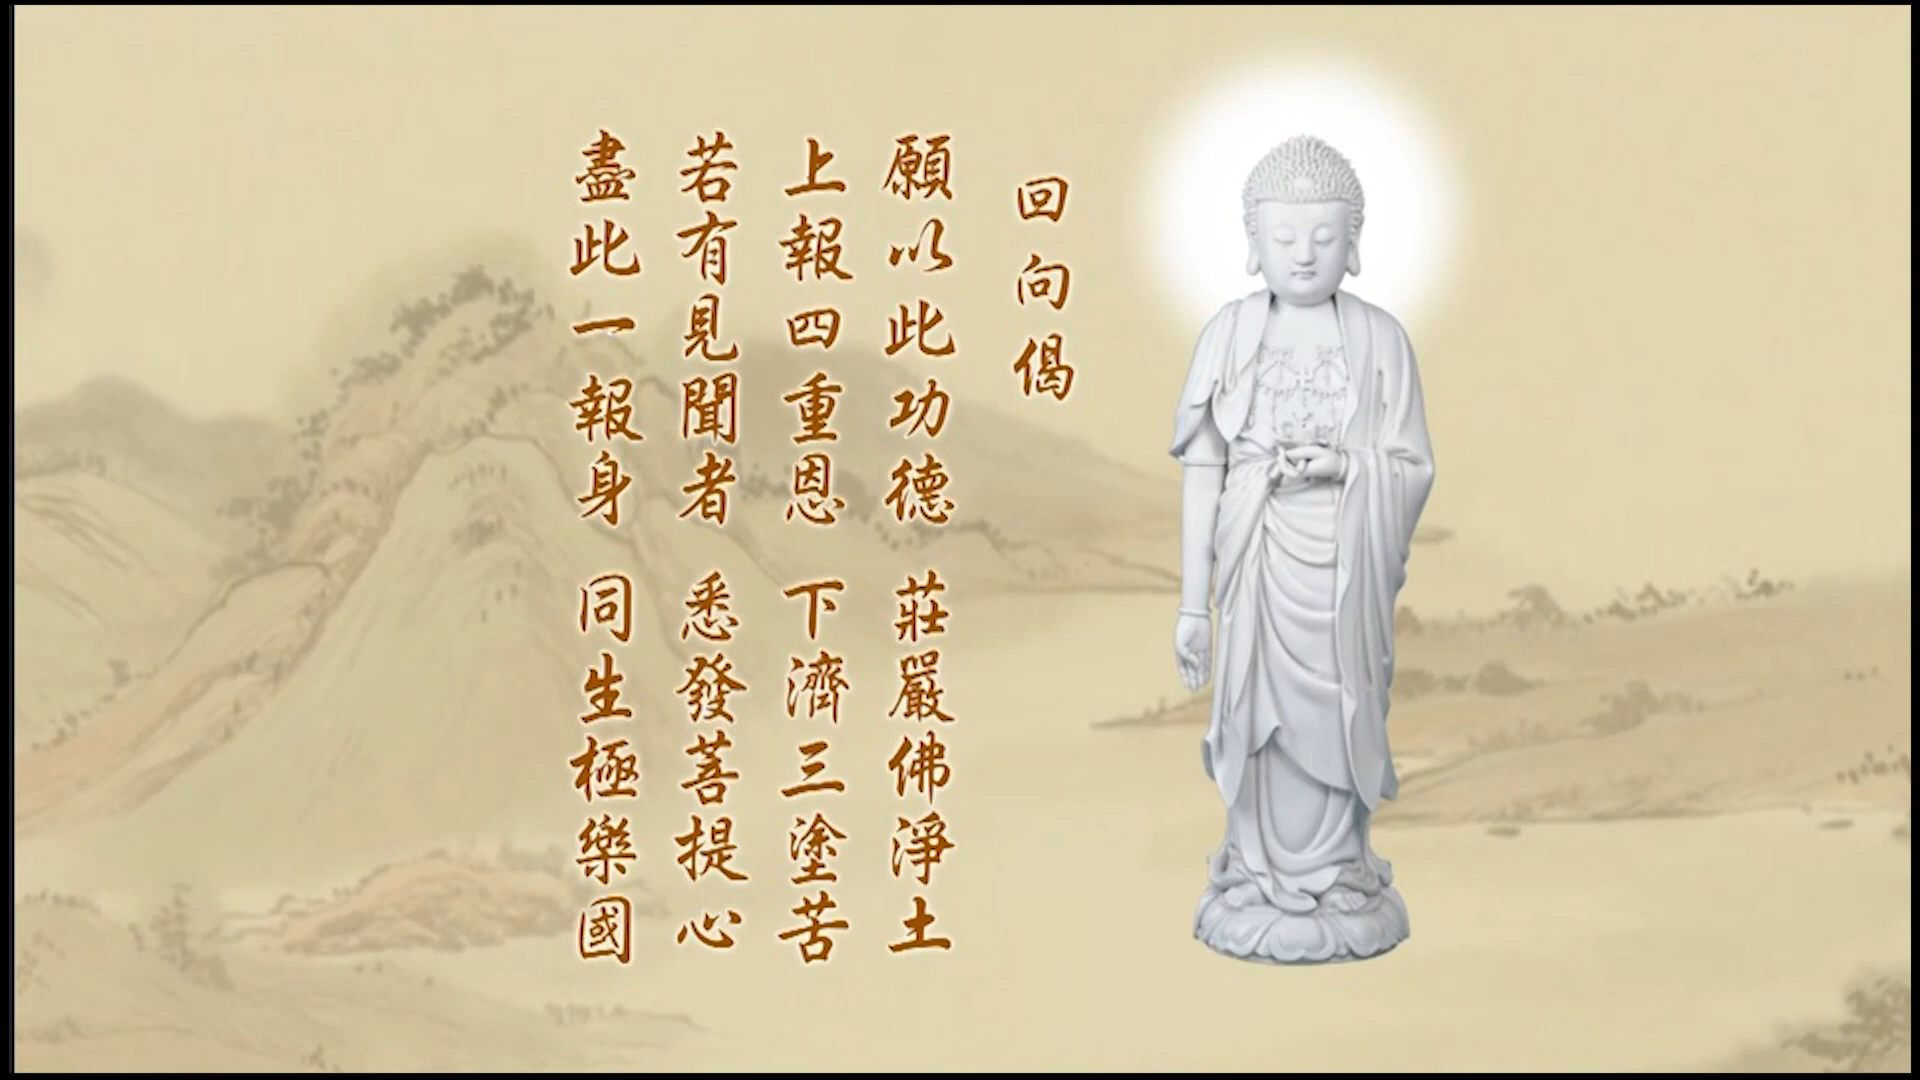 回向偈
願以此功德 莊嚴佛淨土
上報四重恩 下濟三塗苦
若有見聞者 悉發菩提心
盡此一報身 同生極樂國